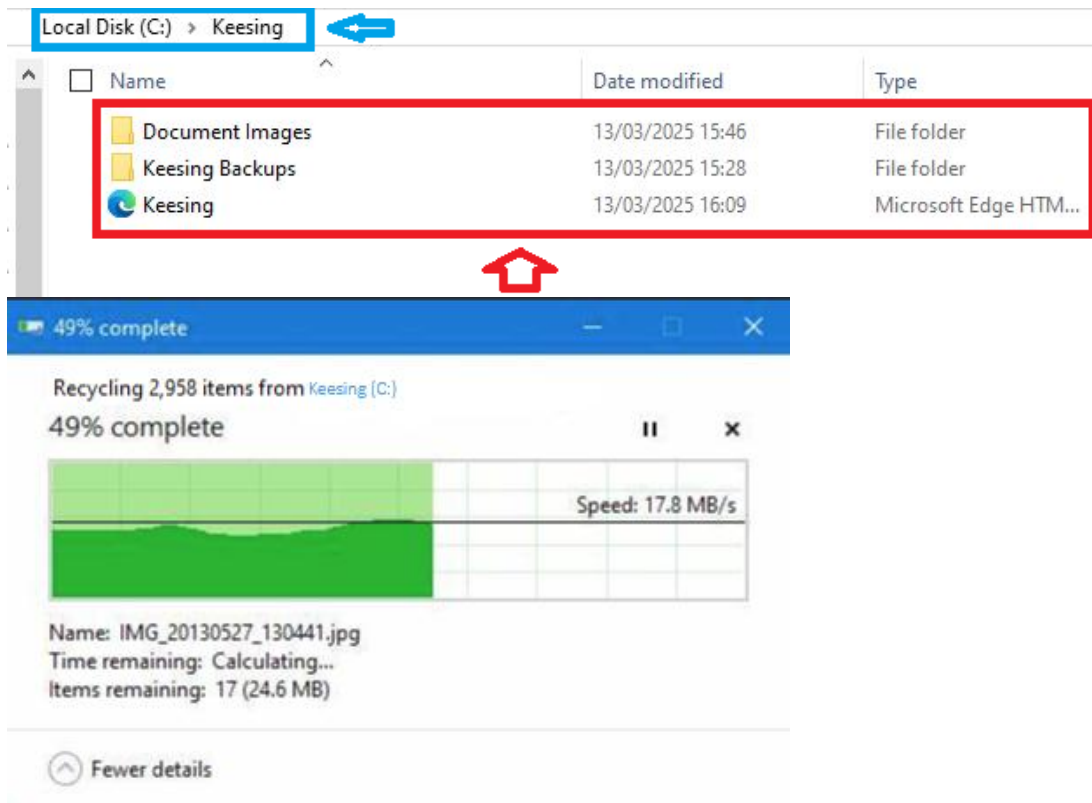 Local Disk (C:) > Keesing
Name Date modified Type
Document Images 13/03/2025 15:46 File folder
Keesing Backups 13/03/2025 15:28 File folder
Keesing 13/03/2025 16:09 Microsoft Edge HTM...
49% complete
Recycling 2,958 items from Keesing (C:)
49% complete
Speed: 17.8 MB/s
Name: IMG_20130527_130441.jpg
Time remaining: Calculating...
Items remaining: 17 (24.6 MB)
Fewer details